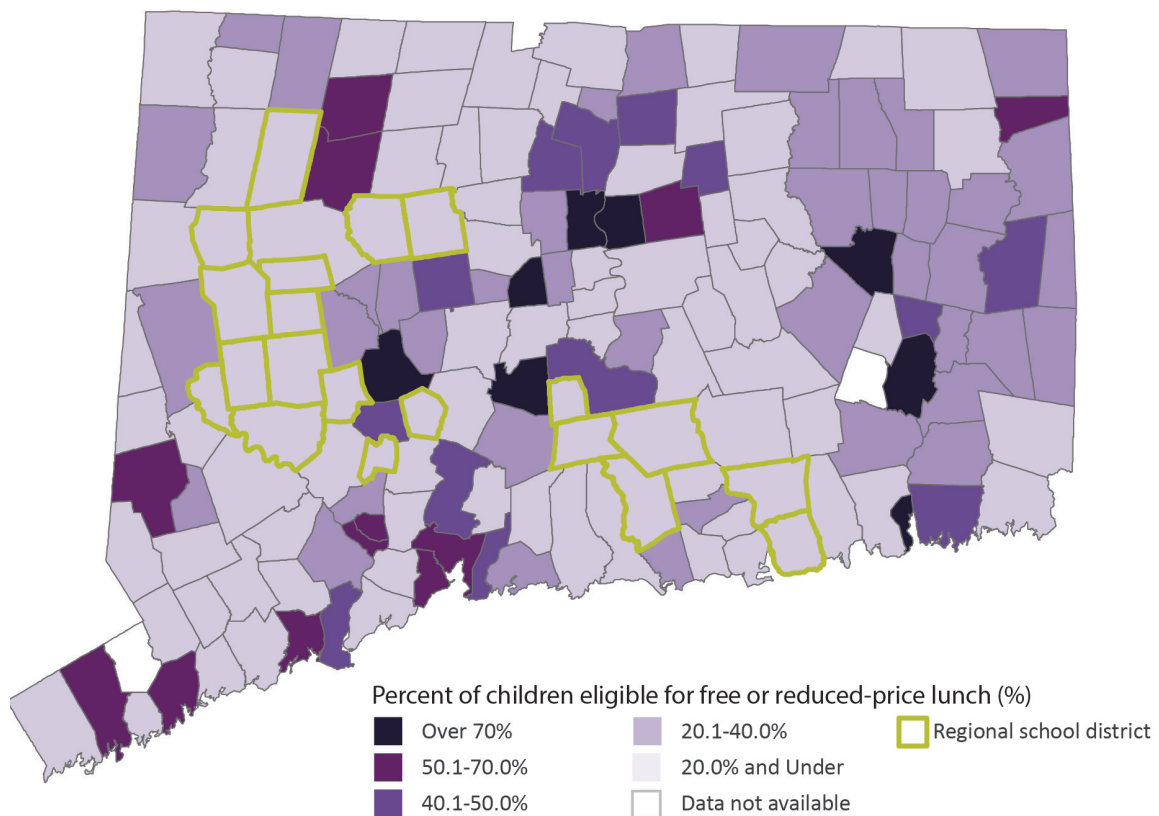 Percent of children eligible for free or reduced-price lunch (%)
Over 70%
50.1-70.0%
40.1-50.0%
20.1-40.0%
20.0% and Under
Data not available
Regional school district